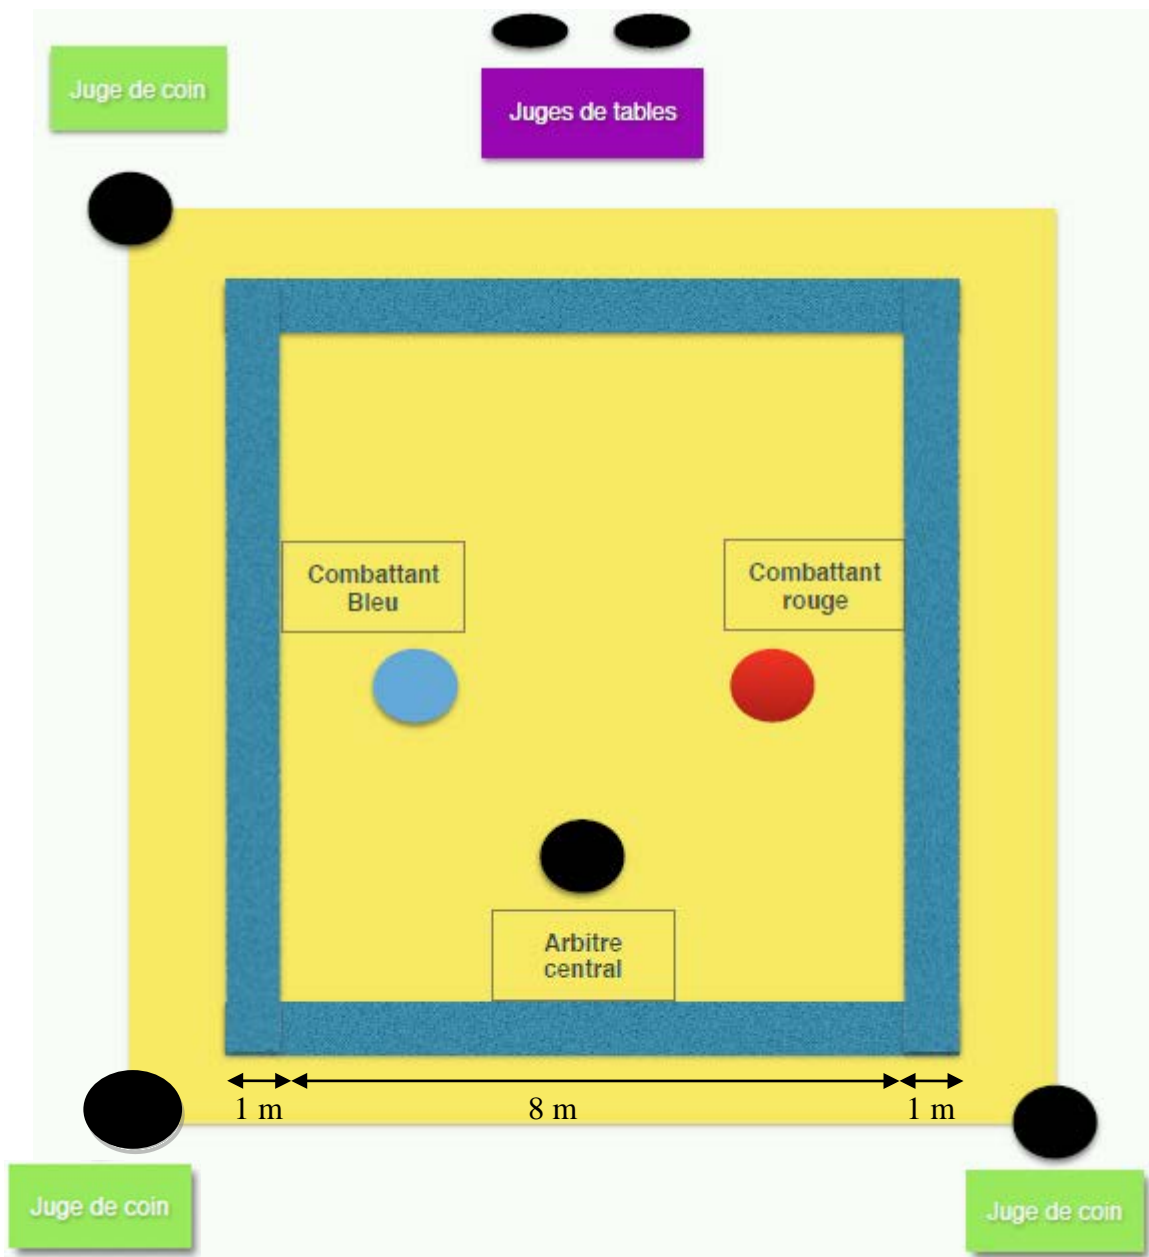 Juge de coin
Juges de tables
Combattant
Bleu
Combattant
rouge
Arbitre
central
1 m
8 m
1 m
Juge de coin
Juge de coin